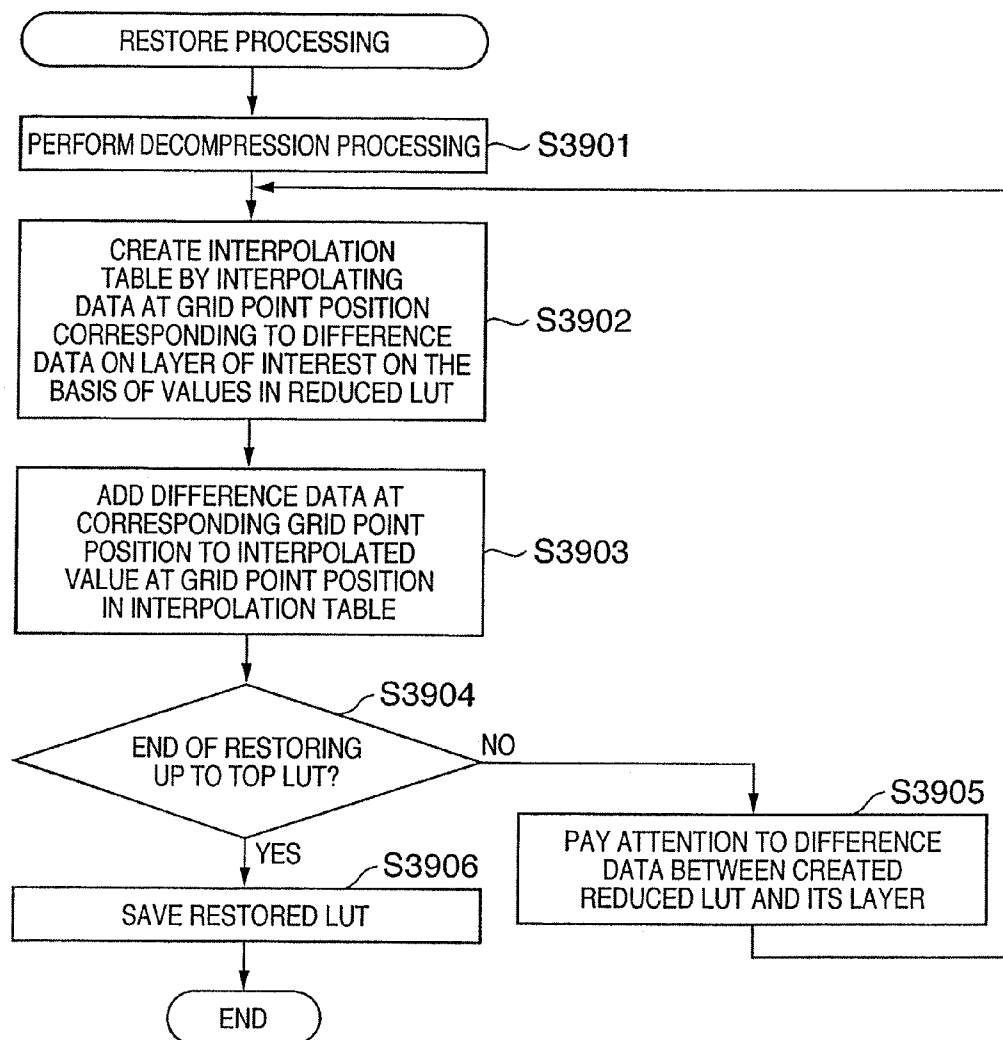 RESTORE PROCESSING
PERFORM DECOMPRESSION PROCESSING
S3901
CREATE INTERPOLATION
TABLE BY INTERPOLATING
DATA AT GRID POINT POSITION
CORRESPONDING TO DIFFERENCE
DATA ON LAYER OF INTEREST ON THE
BASIS OF VALUES IN REDUCED LUT
S3902
ADD DIFFERENCE DATA AT
CORRESPONDING GRID POINT
POSITION TO INTERPOLATED
VALUE AT GRID POINT POSITION
IN INTERPOLATION TABLE
S3903
S3904
END OF RESTORING
UP TO TOP LUT?
NO
YES
S3905
PAY ATTENTION TO DIFFERENCE
DATA BETWEEN CREATED
REDUCED LUT AND ITS LAYER
S3906
SAVE RESTORED LUT
END